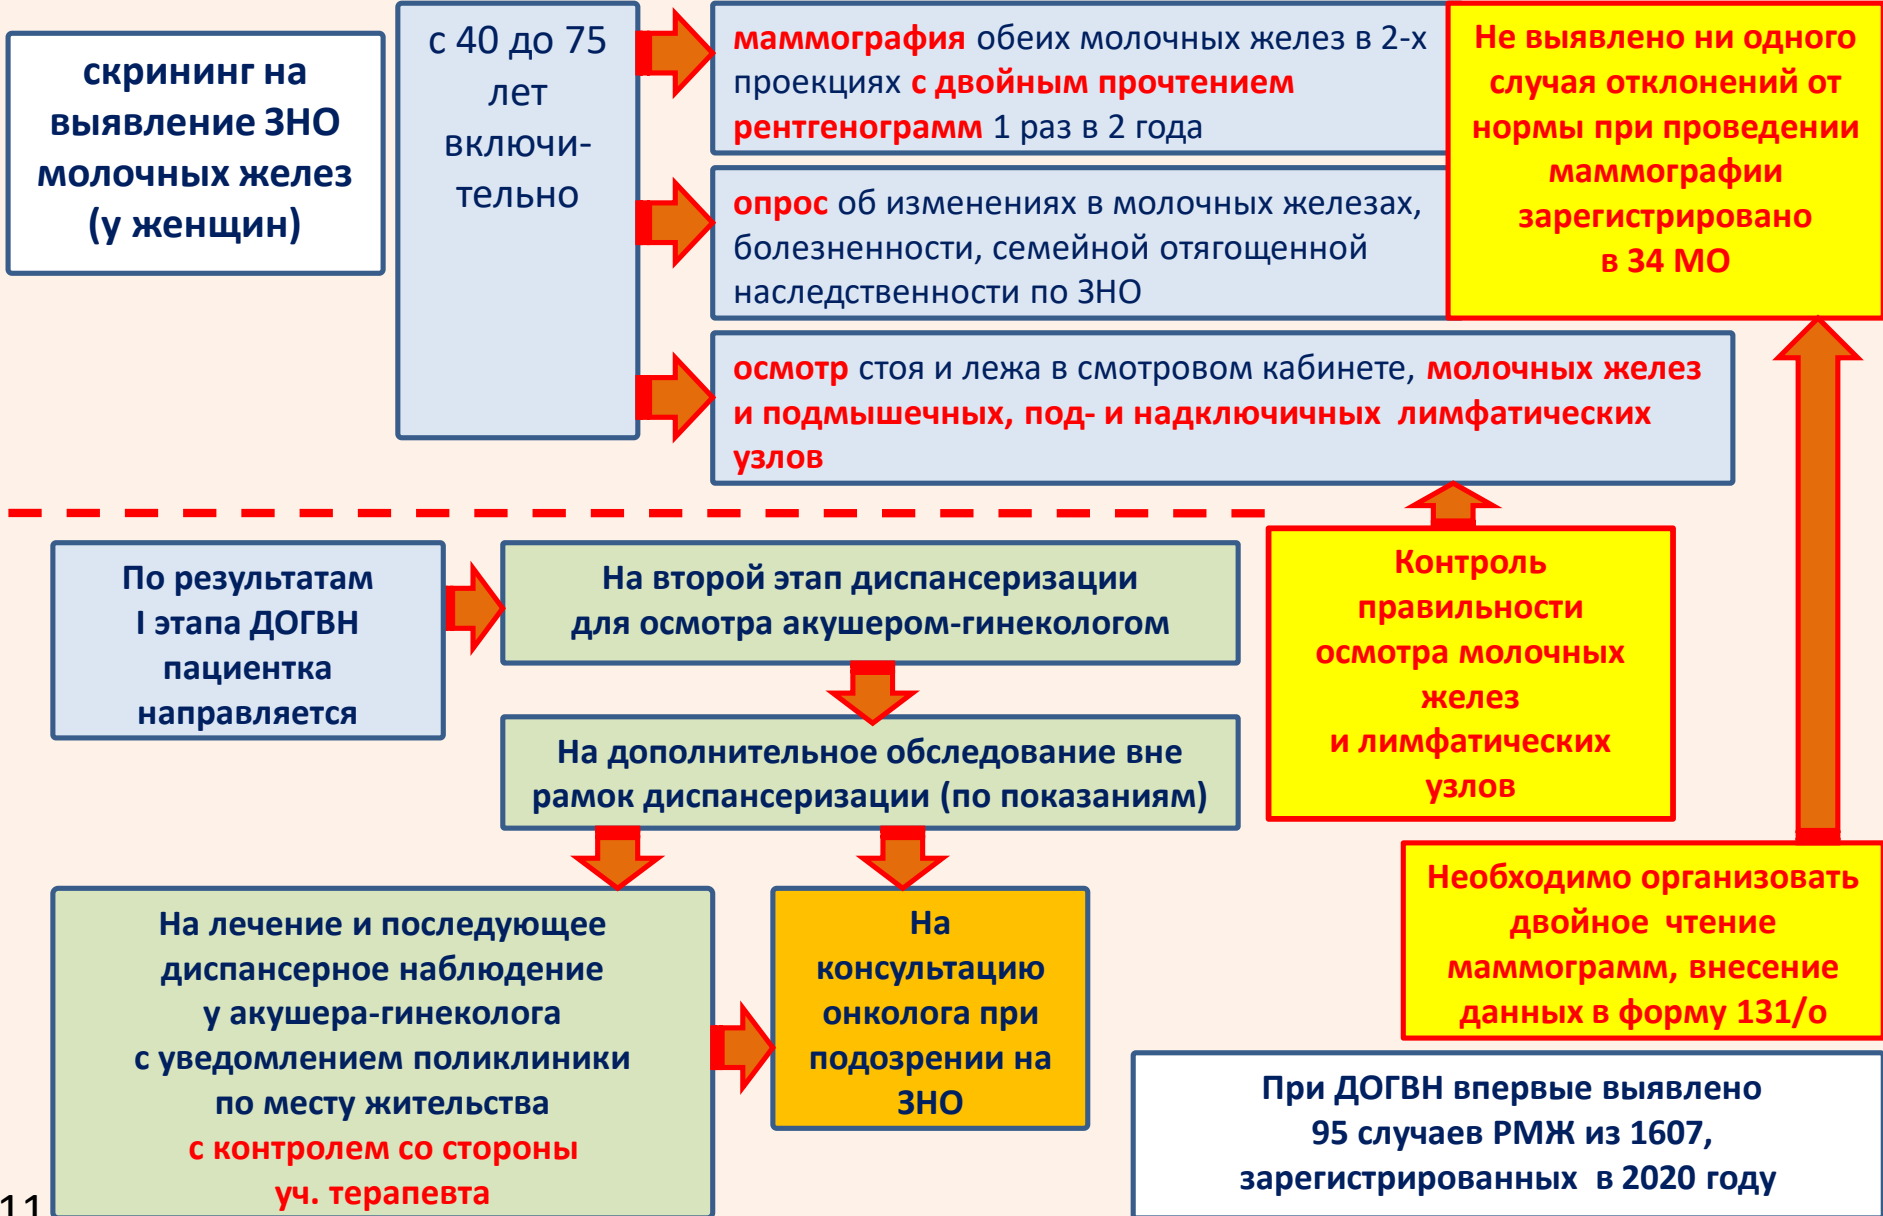 скрининг на
выявление ЗНО
молочных желез
(у женщин)
с 40 до 75
лет
включи-
тельно
маммография обеих молочных желез в 2-х
проекциях с двойным прочтением
рентгенограмм 1 раз в 2 года
опрос об изменениях в молочных железах,
болезненности, семейной отягощенной
наследственности по ЗНО
осмотр стоя и лежа в смотровом кабинете, молочных желез
и подмышечных, под- и надключичных лимфатических
узлов
Не выявлено ни одного
случая отклонений от
нормы при проведении
маммографии
зарегистрировано
в 34 МО
По результатам
I этапа ДОГВН
пациентка
направляется
На второй этап диспансеризации
для осмотра акушером-гинекологом
На дополнительное обследование вне
рамок диспансеризации (по показаниям)
На лечение и последующее
диспансерное наблюдение
у акушера-гинеколога
с уведомлением поликлиники
по месту жительства
с контролем со стороны
уч. терапевта
На
консультацию
онколога при
подозрении на
ЗНО
Контроль
правильности
осмотра молочных
желез
и лимфатических
узлов
Необходимо организовать
двойное чтение
маммограмм, внесение
данных в форму 131/о
При ДОГВН впервые выявлено
95 случаев РМЖ из 1607,
зарегистрированных в 2020 году
11